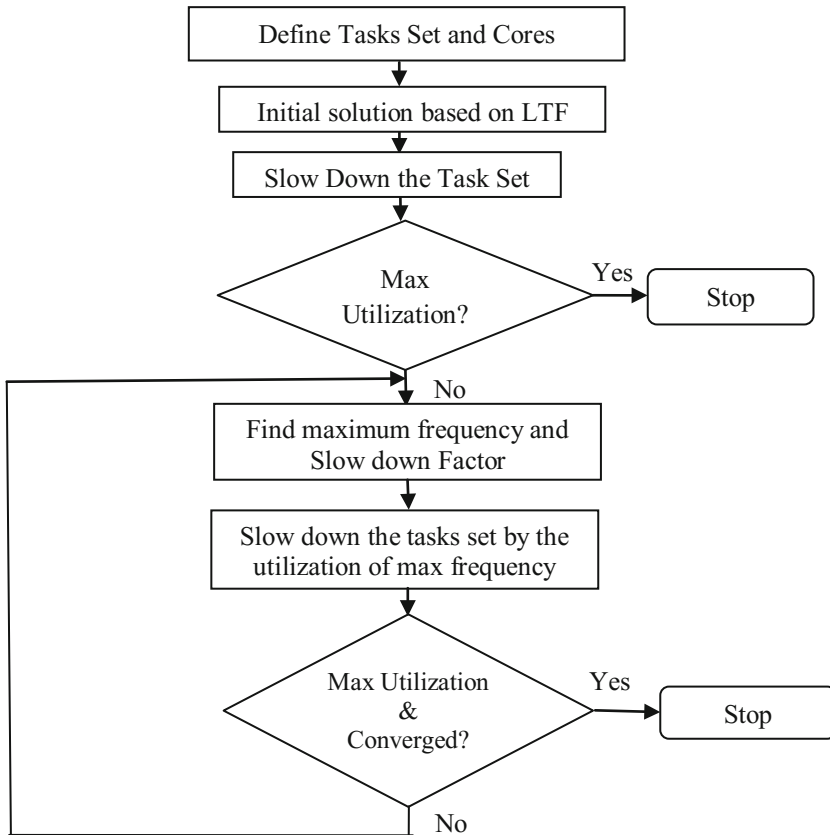 Define Tasks Set and Cores
Initial solution based on LTF
Slow Down the Task Set
Max
Utilization?
Yes
Stop
No
Find maximum frequency and
Slow down Factor
Slow down the tasks set by the
utilization of max frequency
Max Utilization
&
Converged?
Yes
Stop
No